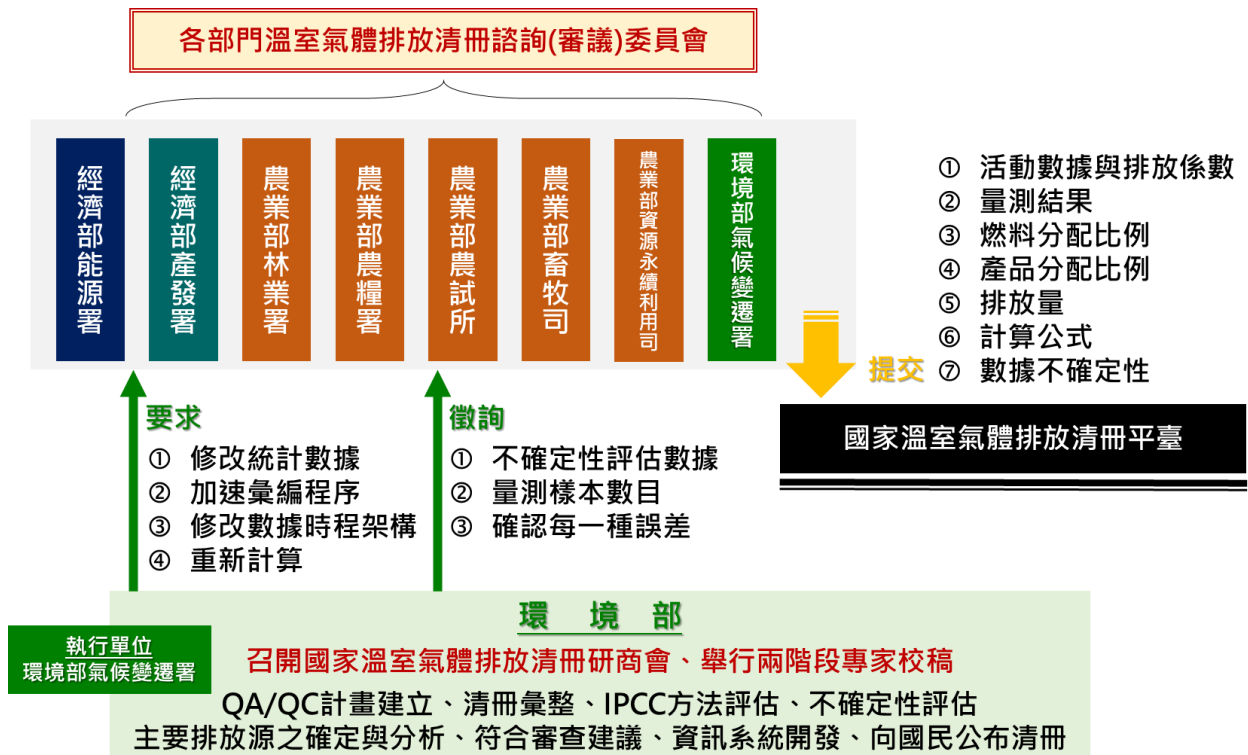 各部門溫室氣體排放清冊諮詢(審議)委員會
經濟部能源署
經濟部產發署
農業部林業署
農業部農糧署
農業部農試所
農業部畜牧司
農業部資源永續利用司
環境部氣候變遷署
① 活動數據與排放係數
② 量測結果
③ 燃料分配比例
④ 產品分配比例
⑤ 排放量
⑥ 計算公式
⑦ 數據不確定性
提交
國家溫室氣體排放清冊平臺
要求
① 修改統計數據
② 加速彙編程序
③ 修改數據時程架構
④ 重新計算
徵詢
① 不確定性評估數據
② 量測樣本數目
③ 確認每一種誤差
環 境 部
執行單位
環境部氣候變遷署
召開國家溫室氣體排放清冊研商會、舉行兩階段專家校稿
QA/QC計畫建立、清冊彙整、IPCC方法評估、不確定性評估
主要排放源之確定與分析、符合審查建議、資訊系統開發、向國民公布清冊